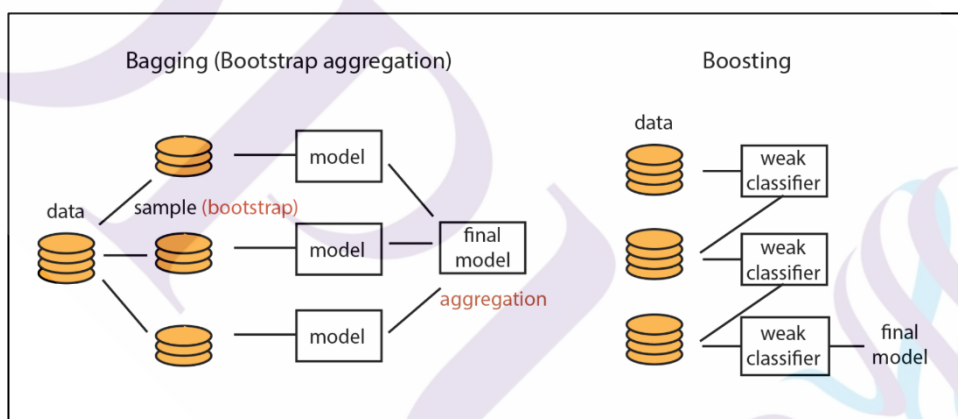 Bagging (Bootstrap aggregation)
data
sample (bootstrap)
model
model
model
final
model
aggregation
Boosting
data
weak
classifier
weak
classifier
weak
classifier
final
model